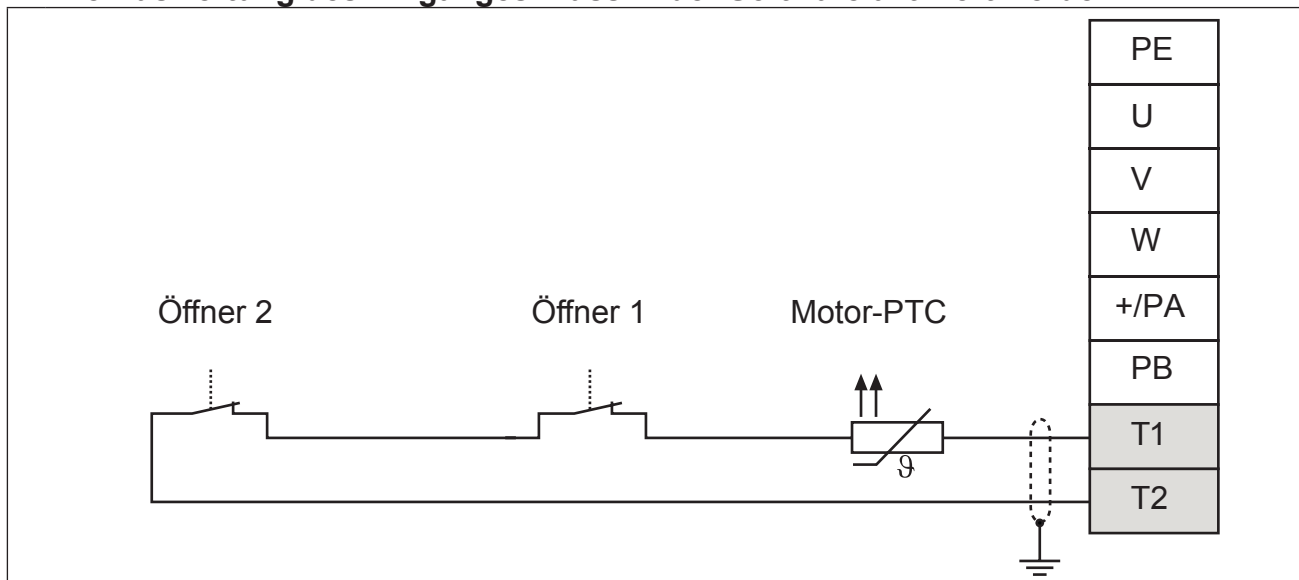 PE
U
V
W
Öffner 2 Öffner 1 Motor-PTC +/PA
PB
T1
ϑ
T2